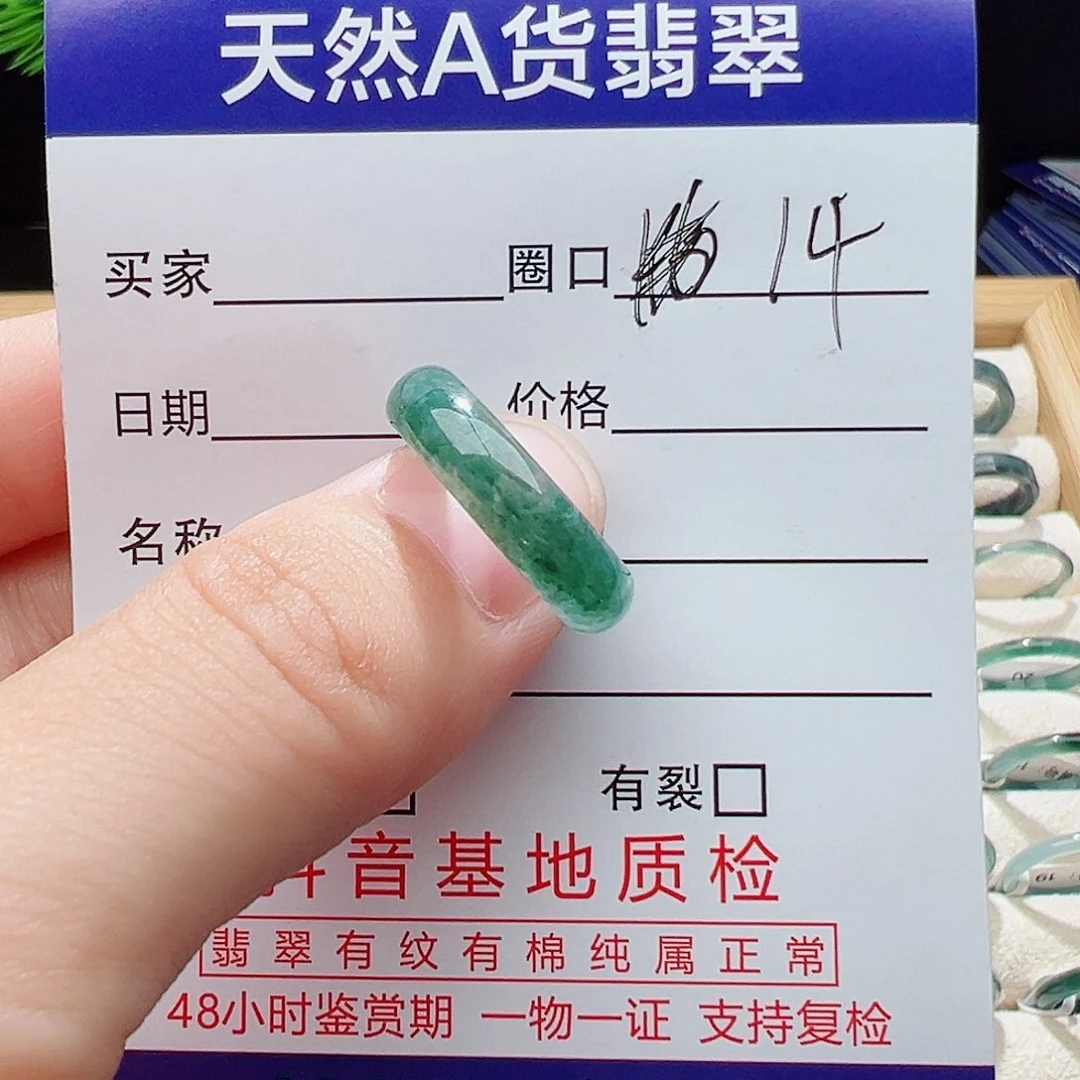 天然A货翡翠
买家 圈口 14
日期 价格
名称
有裂
抖音基地质检
翡翠有纹有棉纯属正常
48小时鉴赏期 一物一证 支持复检